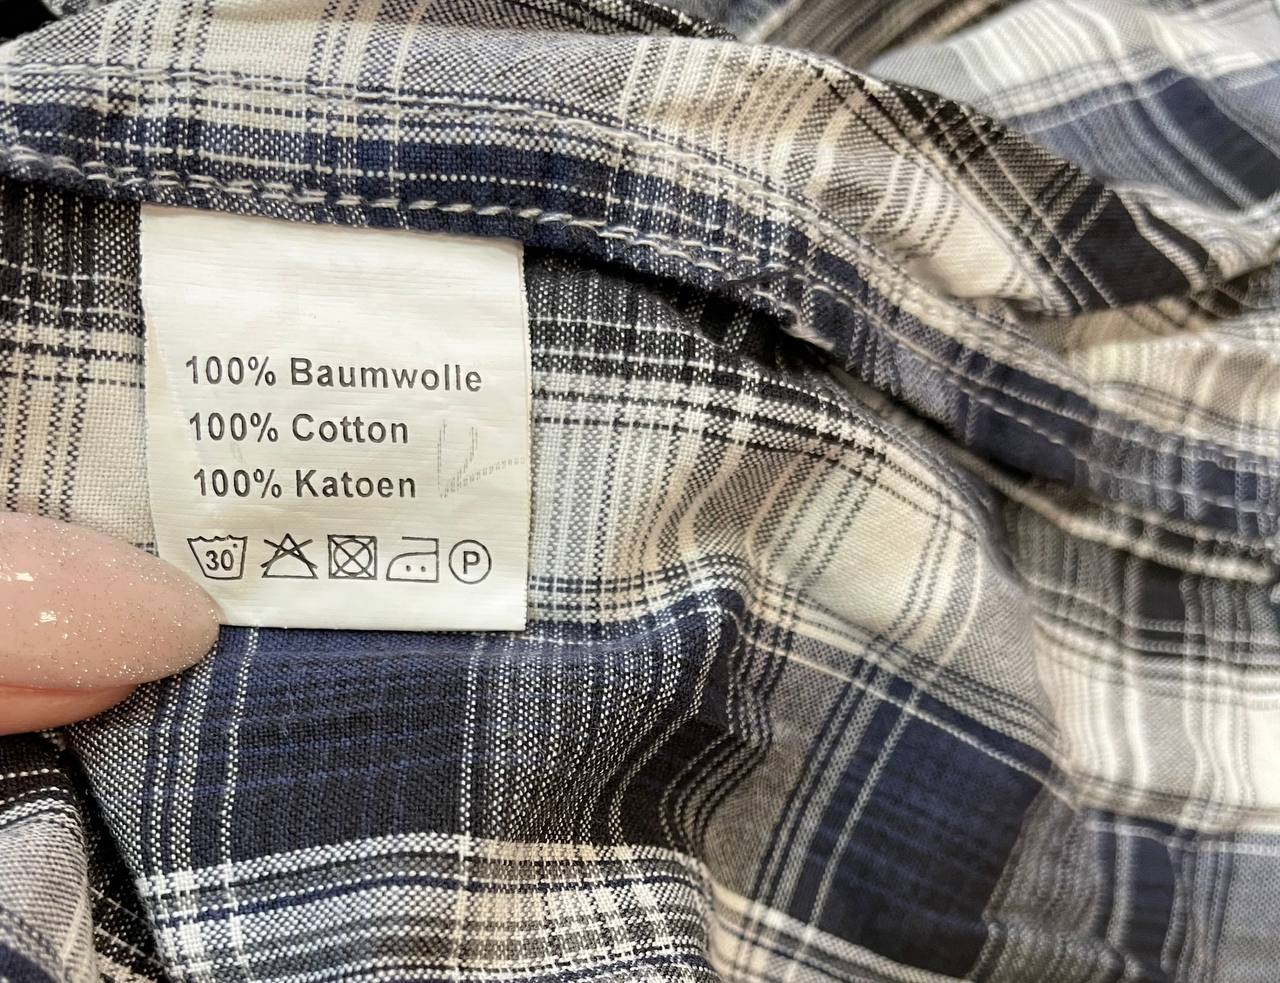 100% Baumwolle
100% Cotton
100% Katoen
30° P